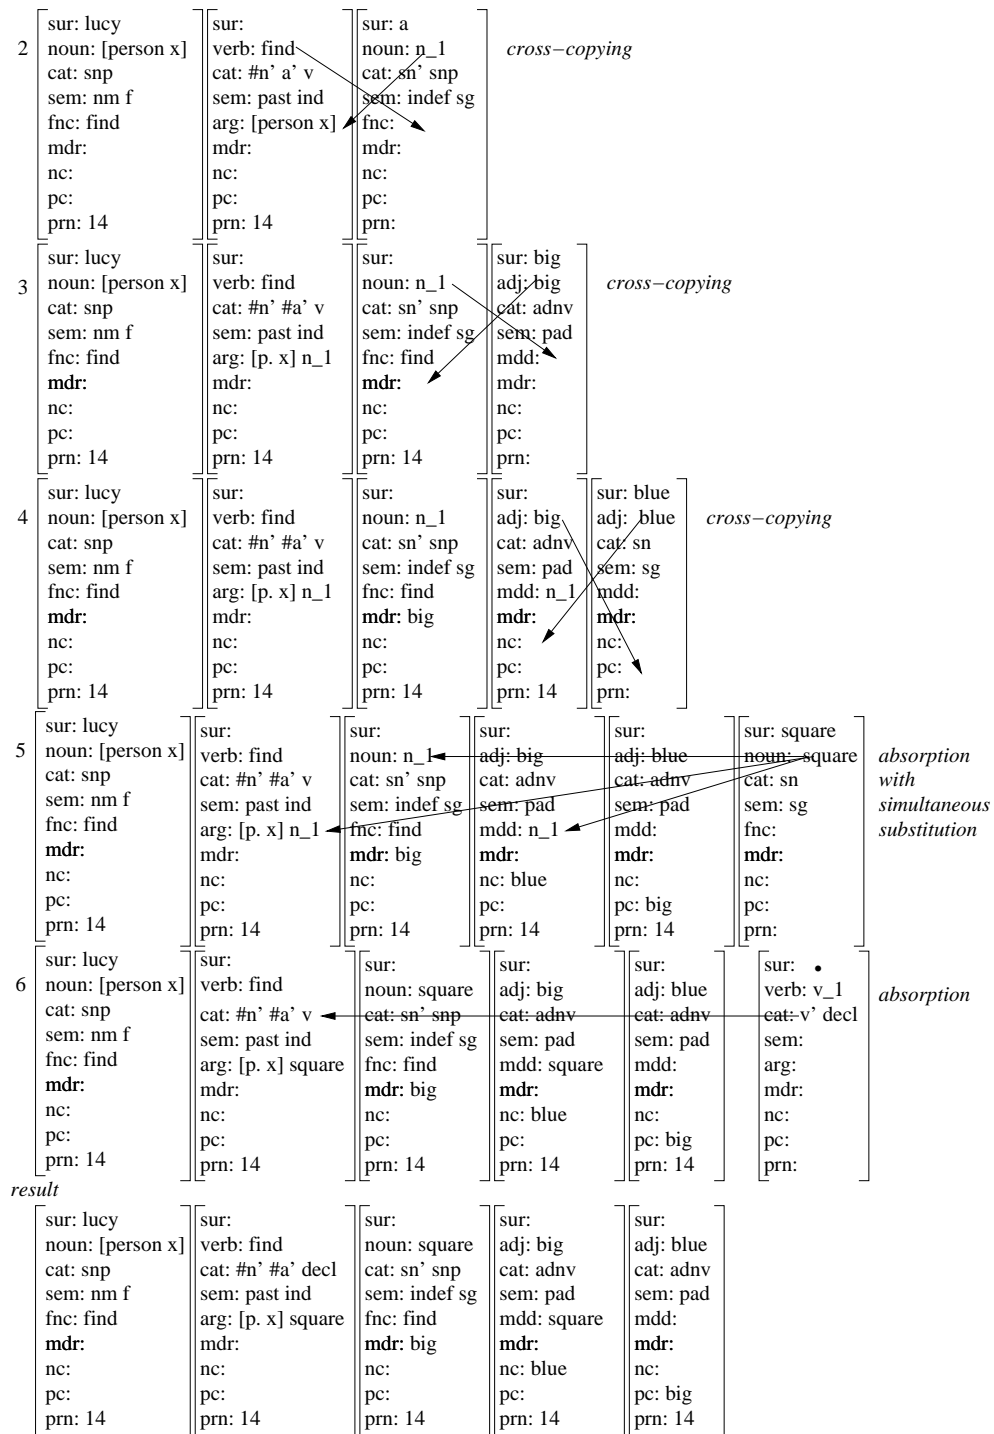 sur: lucy sur: sur: a
2 noun: [person x] verb: find noun: n_1 cross−copying
cat: snp cat: #n’ a’ v cat: sn’ snp
sem: nm f sem: past ind sem: indef sg
fnc: find arg: [person x] fnc:
mdr: mdr: mdr:
nc: nc: nc:
pc: pc: pc:
prn: 14 prn: 14 prn:
sur: lucy sur: sur: sur: big
3 noun: [person x] verb: find noun: n_1 adj: big cross−copying
cat: snp cat: #n’ #a’ v cat: sn’ snp cat: adnv
sem: nm f sem: past ind sem: indef sg sem: pad
fnc: find arg: [p. x] n_1 fnc: find mdd:
mdr: mdr: mdr: mdr:
nc: nc: nc: nc:
pc: pc: pc: pc:
prn: 14 prn: 14 prn: 14 prn:
sur: lucy sur: sur: sur: sur: blue
4 noun: [person x] verb: find noun: n_1 adj: big adj: blue cross−copying
cat: snp cat: #n’ #a’ v cat: sn’ snp cat: adnv cat: sn
sem: nm f sem: past ind sem: indef sg sem: pad sem: sg
fnc: find arg: [p. x] n_1 fnc: find mdd: n_1 mdd:
mdr: mdr: mdr: big mdr: mdr:
nc: nc: nc: nc: nc:
pc: pc: pc: pc: pc:
prn: 14 prn: 14 prn: 14 prn: 14 prn:
sur: lucy sur: sur: sur: sur: sur: square
5 noun: [person x] verb: find noun: n_1 adj: big adj: blue noun: square absorption
cat: snp cat: #n’ #a’ v cat: sn’ snp cat: adnv cat: adnv cat: sn with
sem: nm f sem: past ind sem: indef sg sem: pad sem: pad sem: sg simultaneous
fnc: find arg: [p. x] n_1 fnc: find mdd: n_1 mdd: fnc: substitution
mdr: mdr: mdr: big mdr: mdr: mdr:
nc: nc: nc: nc: blue nc: nc:
pc: pc: pc: pc: pc: big pc:
prn: 14 prn: 14 prn: 14 prn: 14 prn: 14 prn:
sur: lucy sur: sur: sur: sur: sur: •
6 noun: [person x] verb: find noun: square adj: big adj: blue verb: v_1 absorption
cat: snp cat: #n’ #a’ v cat: sn’ snp cat: adnv cat: adnv cat: v’ decl
sem: nm f sem: past ind sem: indef sg sem: pad sem: pad sem:
fnc: find arg: [p. x] square fnc: find mdd: square mdd: arg:
mdr: mdr: mdr: big mdr: mdr: mdr:
nc: nc: nc: nc: blue nc: nc:
pc: pc: pc: pc: pc: big pc:
prn: 14 prn: 14 prn: 14 prn: 14 prn: 14 prn:
result
sur: lucy sur: sur: sur: sur:
noun: [person x] verb: find noun: square adj: big adj: blue
cat: snp cat: #n’ #a’ decl cat: sn’ snp cat: adnv cat: adnv
sem: nm f sem: past ind sem: indef sg sem: pad sem: pad
fnc: find arg: [p. x] square fnc: find mdd: square mdd:
mdr: mdr: mdr: big mdr: mdr:
nc: nc: nc: nc: blue nc:
pc: pc: pc: pc: pc: big
prn: 14 prn: 14 prn: 14 prn: 14 prn: 14